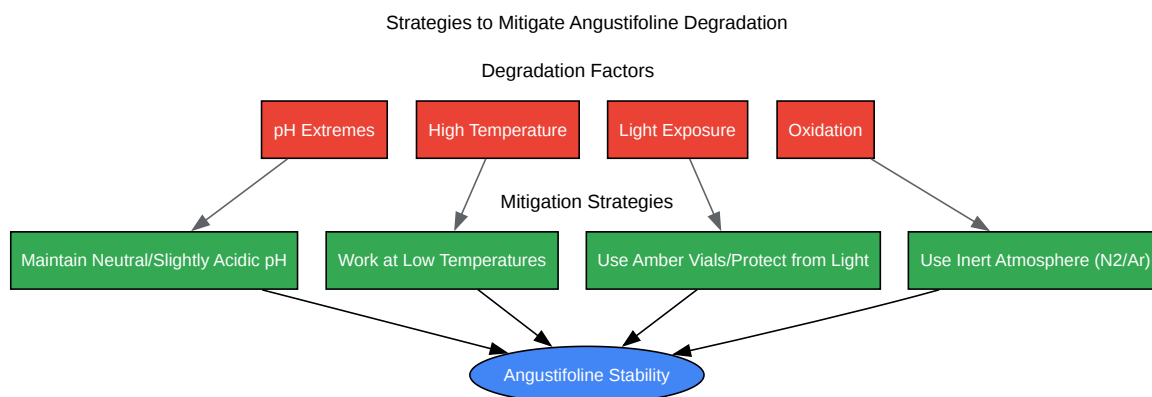 Strategies to Mitigate Angustifoline Degradation
Degradation Factors
pH Extremes
High Temperature
Light Exposure
Oxidation
Mitigation Strategies
Maintain Neutral/Slightly Acidic pH
Work at Low Temperatures
Use Amber Vials/Protect from Light
Use Inert Atmosphere (N2/Ar)
Angustifoline Stability